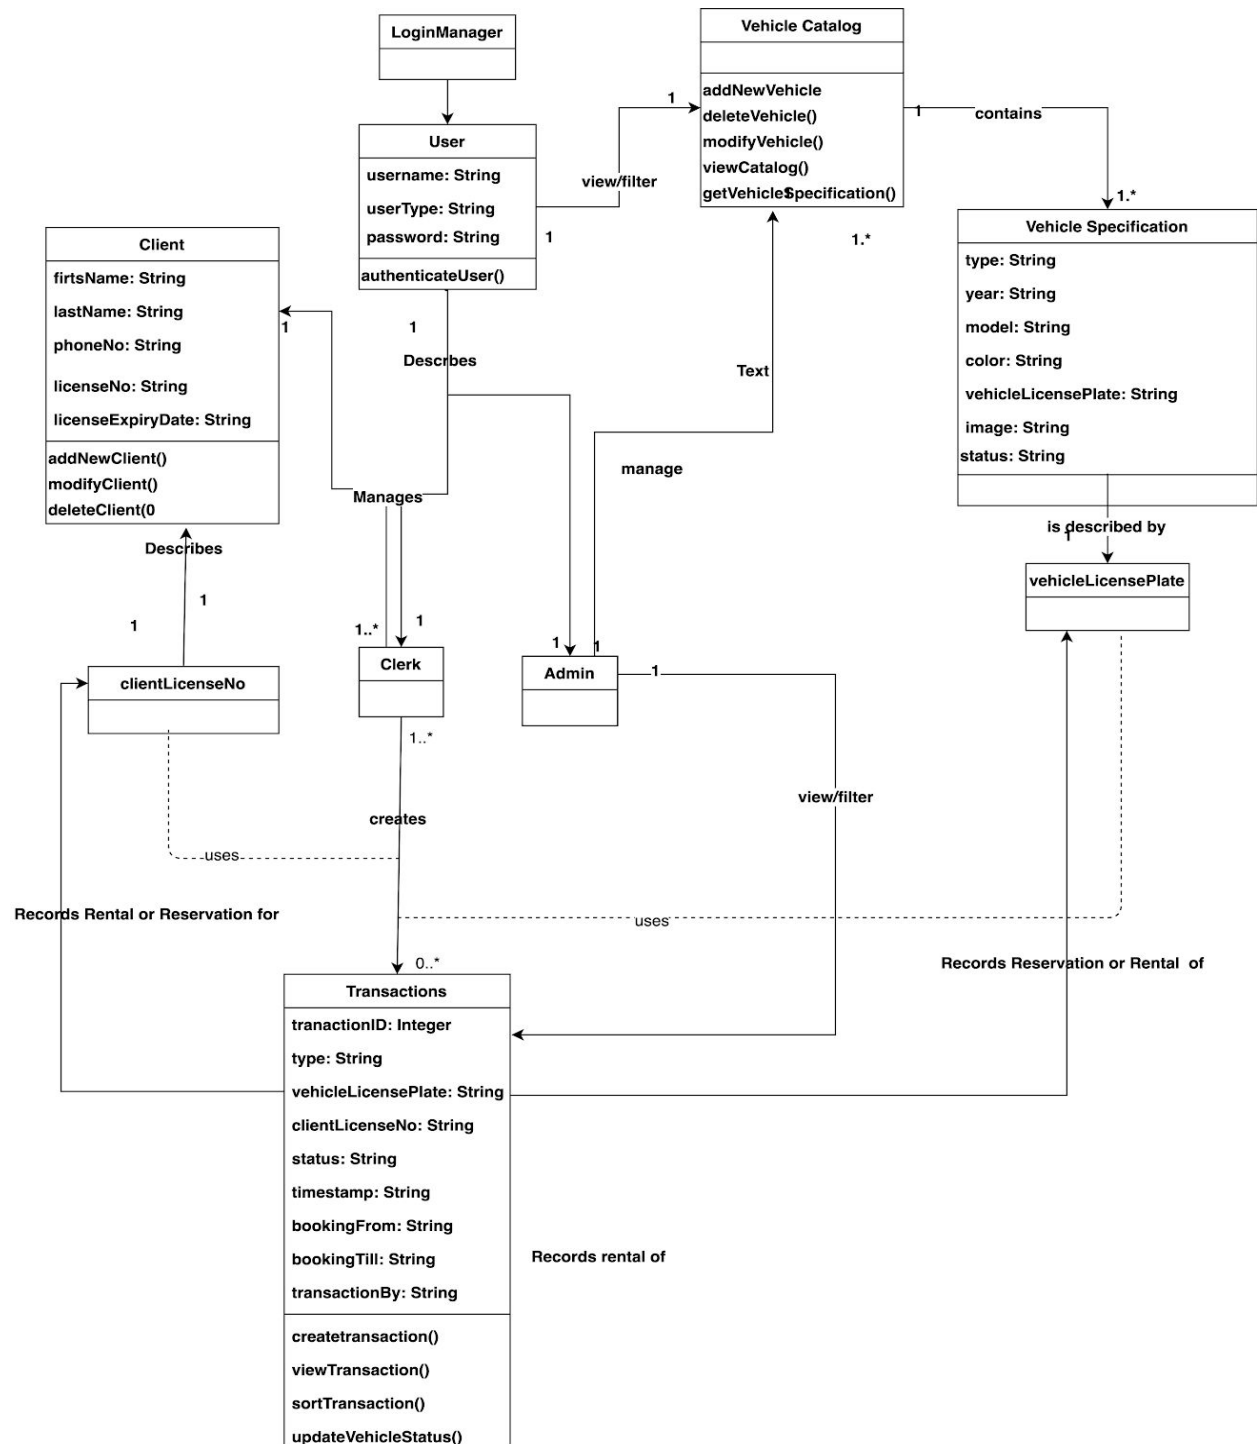 LoginManager
Vehicle Catalog
addNewVehicle
deleteVehicle()
modifyVehicle()
viewCatalog()
getVehicleSpecification()
1
1
1
contains
1.*
1.*
User
username: String
userType: String
password: String
authenticateUser()
view/filter
1
Client
firtsName: String
lastName: String
phoneNo: String
licenseNo: String
licenseExpiryDate: String
addNewClient()
modifyClient()
deleteClient(0
1
1
Descrbes
Text
manage
Manages
Vehicle Specification
type: String
year: String
model: String
color: String
vehicleLicensePlate: String
image: String
status: String
is described by
1
vehicleLicensePlate
Describes
1
1
clientLicenseNo
1..*
1
Clerk
1
1
Admin
1
1..*
creates
view/filter
uses
uses
Records Rental or Reservation for
Records Reservation or Rental of
0..*
Transactions
tranactionID: Integer
type: String
vehicleLicensePlate: String
clientLicenseNo: String
status: String
timestamp: String
bookingFrom: String
bookingTill: String
transactionBy: String
Records rental of
createtransaction()
viewTransaction()
sortTransaction()
updateVehicleStatus()